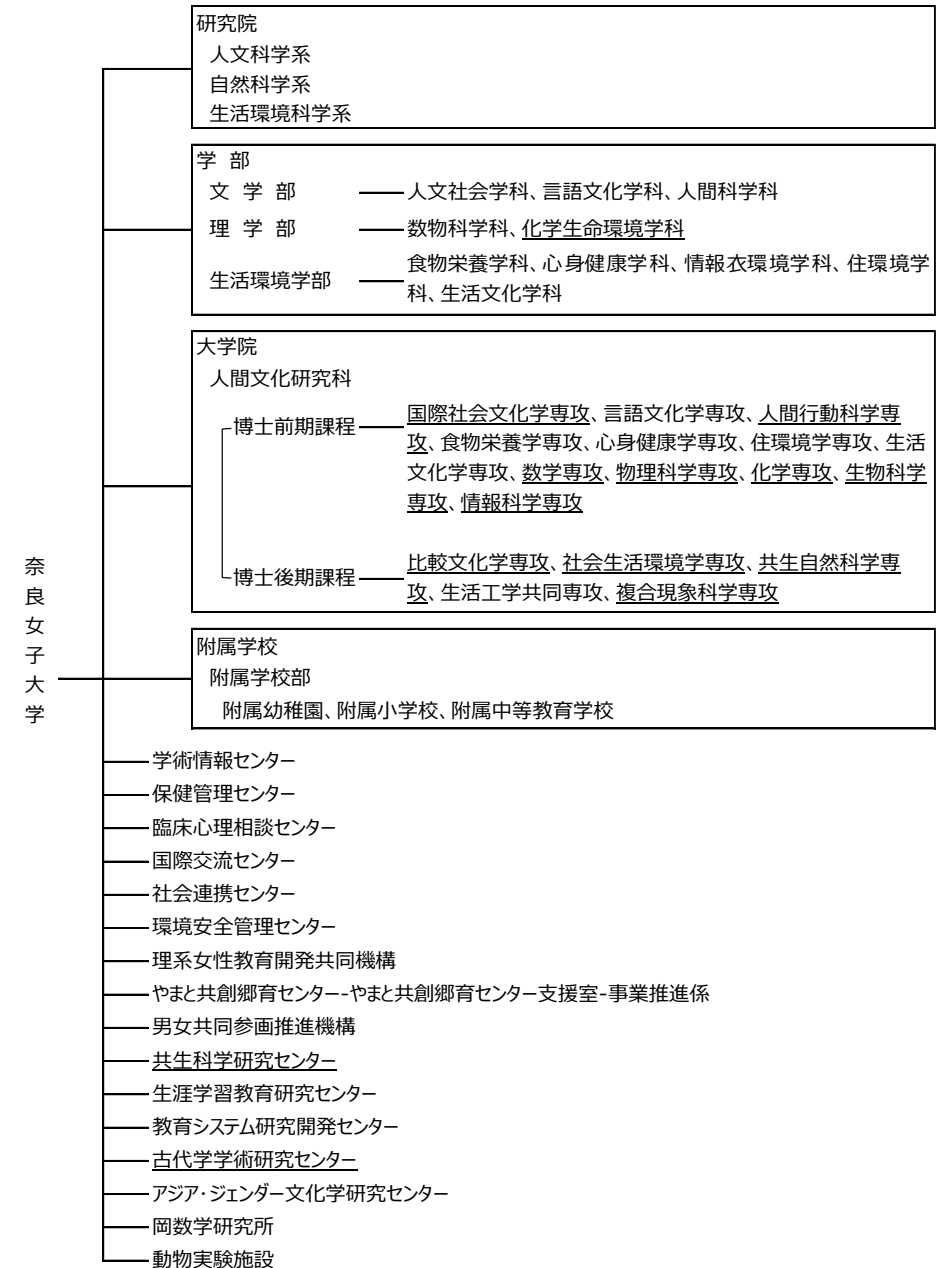 研究院
人文科学系
自然科学系
生活環境科学系
学 部
文 学 部 人文社会学科、言語文化学科、人間科学科
理 学 部 数物科学科、化学生命環境学科
生活環境学部 食物栄養学科、心身健康学科、情報衣環境学科、住環境学
科、生活文化学科
大学院
人間文化研究科
博士前期課程 国際社会文化学専攻、言語文化学専攻、人間行動科学専
攻、食物栄養学専攻、心身健康学専攻、住環境学専攻、生活
文化学専攻、数学専攻、物理科学専攻、化学専攻、生物科学
専攻、情報科学専攻
博士後期課程 比較文化学専攻、社会生活環境学専攻、共生自然科学専
攻、生活工学共同専攻、複合現象科学専攻
奈良女子大学
附属学校
附属学校部
附属幼稚園、附属小学校、附属中等教育学校
学術情報センター
保健管理センター
臨床心理相談センター
国際交流センター
社会連携センター
環境安全管理センター
理系女性教育開発共同機構
やまと共創郷育センター-やまと共創郷育センター支援室-事業推進係
男女共同参画推進機構
共生科学研究センター
生涯学習教育研究センター
教育システム研究開発センター
古代学学術研究センター
アジア・ジェンダー文化学研究センター
岡数学研究所
動物実験施設